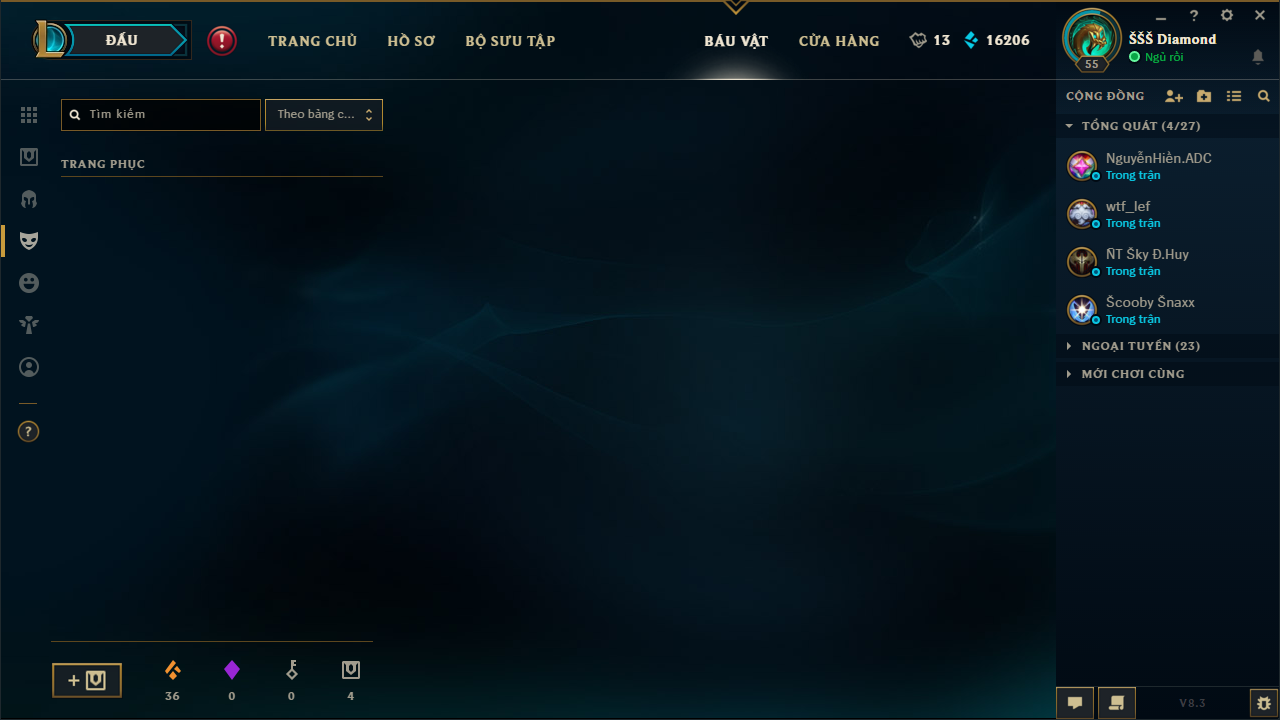 ĐẤU
TRANG CHỦ
HỒ SƠ
BỘ SƯU TẬP
BÁU VẬT
CỬA HÀNG
13
16206
?
ŠŠŠ Diamond
Ngủ rồi
55
Tìm kiếm
Theo bảng c...
TRANG PHỤC
?
+
36
0
0
4
CỘNG ĐỒNG
TỔNG QUÁT (4/27)
NguyễnHiền.ADC
Trong trận
wtf_lef
Trong trận
ÑT Šky Đ.Huy
Trong trận
Šcooby Šnaxx
Trong trận
NGOẠI TUYẾN (23)
MỚI CHƠI CÙNG
V8.3